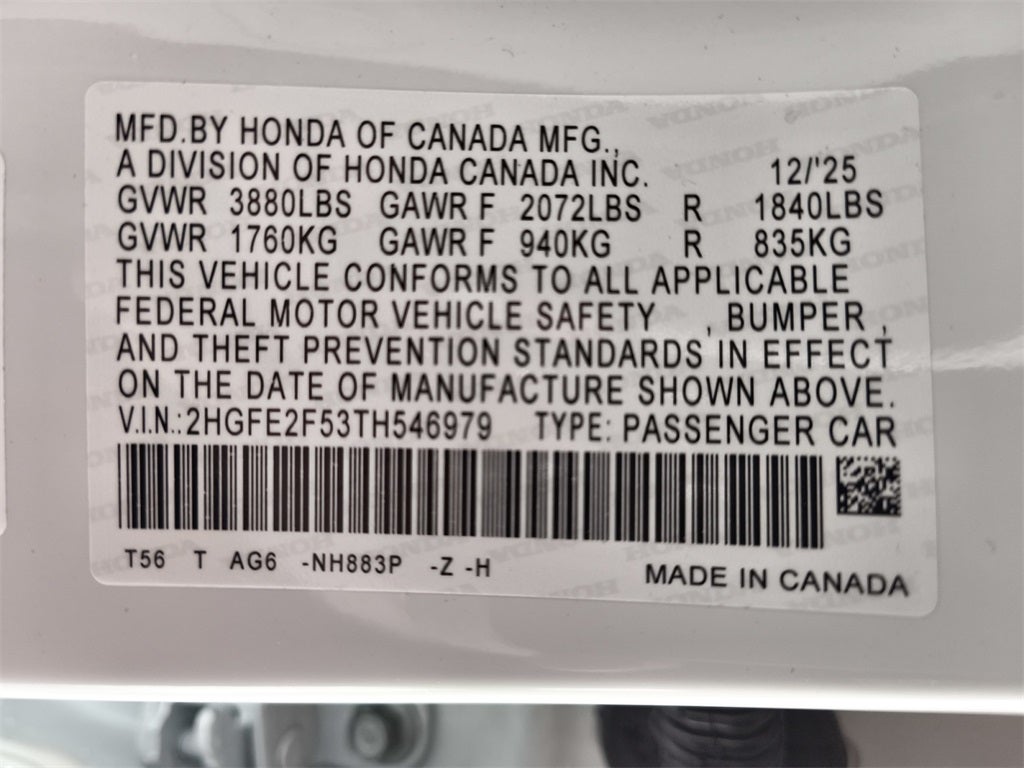 MFD.BY HONDA OF CANADA MFG.,
A DIVISION OF HONDA CANADA INC. 12/'25
GVWR 3880LBS GAWR F 2072LBS R 1840LBS
GVWR 1760KG GAWR F 940KG R 835KG
THIS VEHICLE CONFORMS TO ALL APPLICABLE
FEDERAL MOTOR VEHICLE SAFETY , BUMPER ,
AND THEFT PREVENTION STANDARDS IN EFFECT
ON THE DATE OF MANUFACTURE SHOWN ABOVE.
V.I.N.:2HGFE2F53TH546979 TYPE: PASSENGER CAR
T56 T AG6 -NH883P -Z -H
MADE IN CANADA